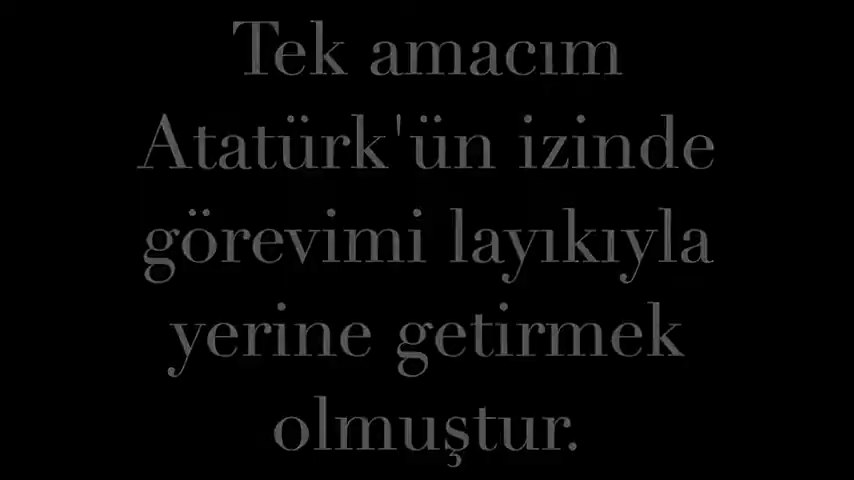 Tek amacım
Atatürk'ün izinde
görevimi layıkıyla
yerine getirmek
olmuştur.